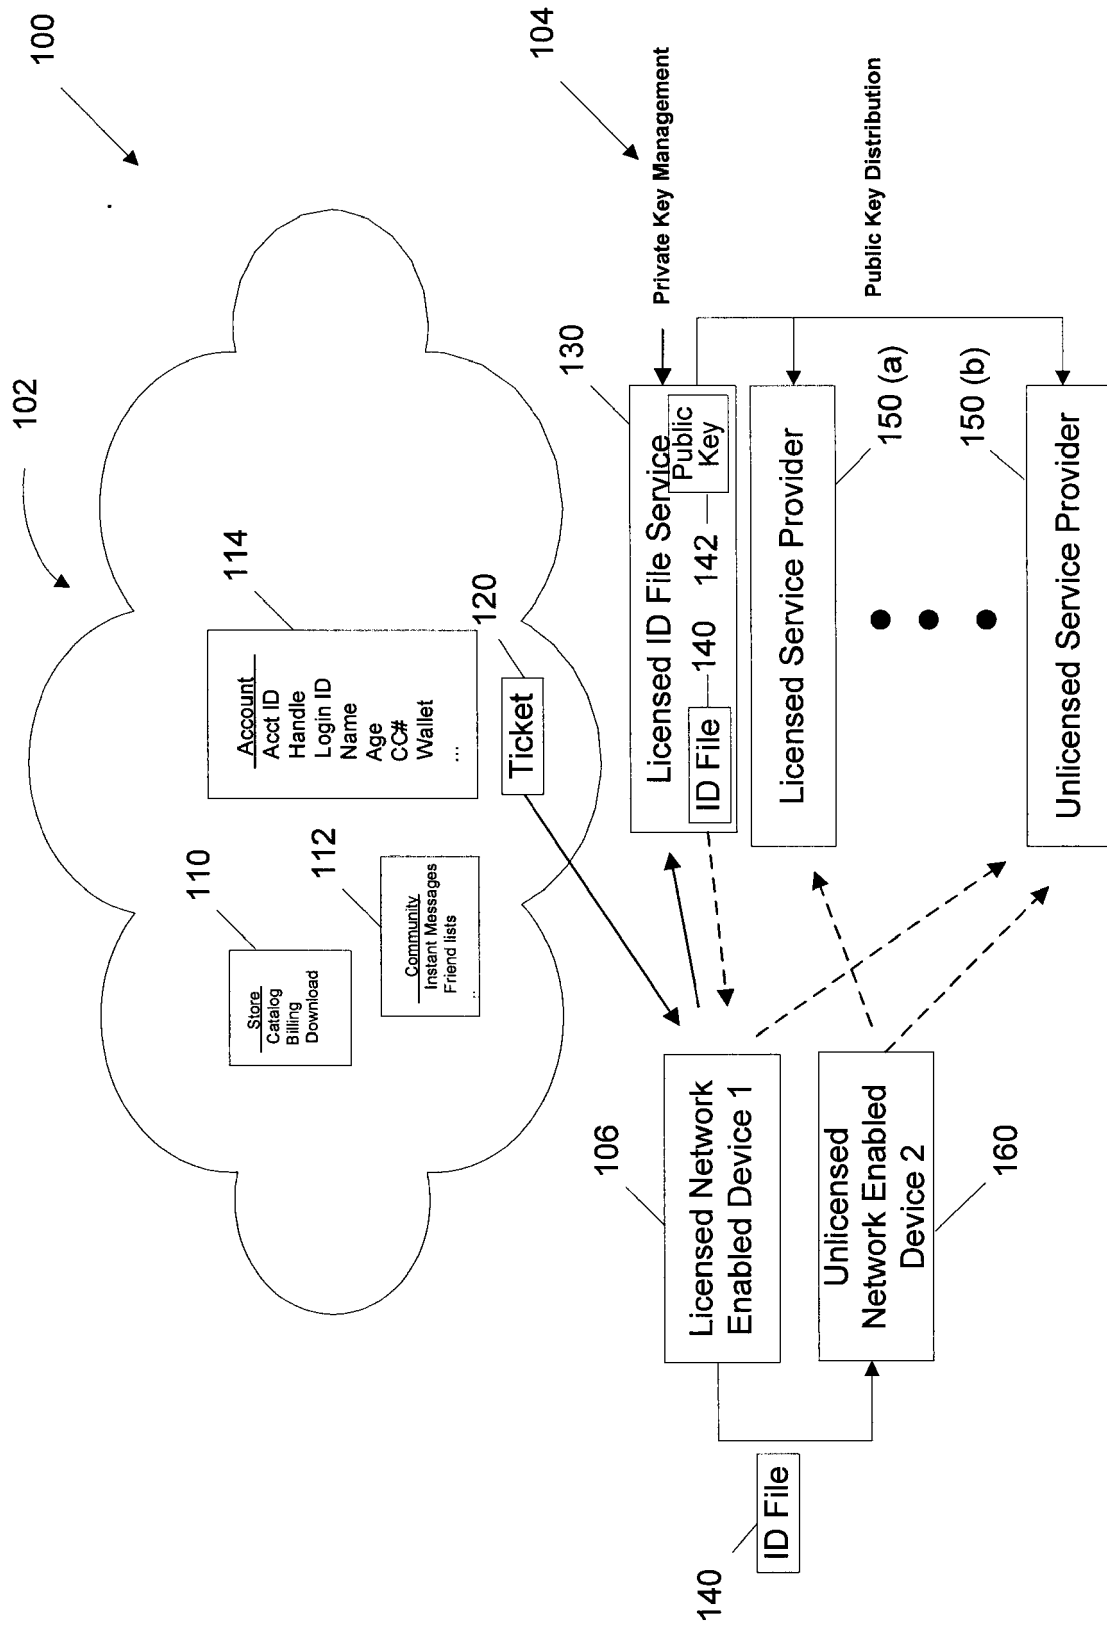 100
102
114
Account
Acct ID
Handle
Login ID
Name
Age
CC#
Wallet
...
110
Store
Catalog
Billing
Download
112
Community
Instant Messages
Friend lists
..
120
Ticket
104
Private Key Management
130
Licensed ID File Service
ID File
140
142
Public
Key
Public Key Distribution
Licensed Service Provider
150 (a)
150 (b)
Unlicensed Service Provider
106
Licensed Network
Enabled Device 1
Unlicensed
Network Enabled
Device 2
160
ID File
140